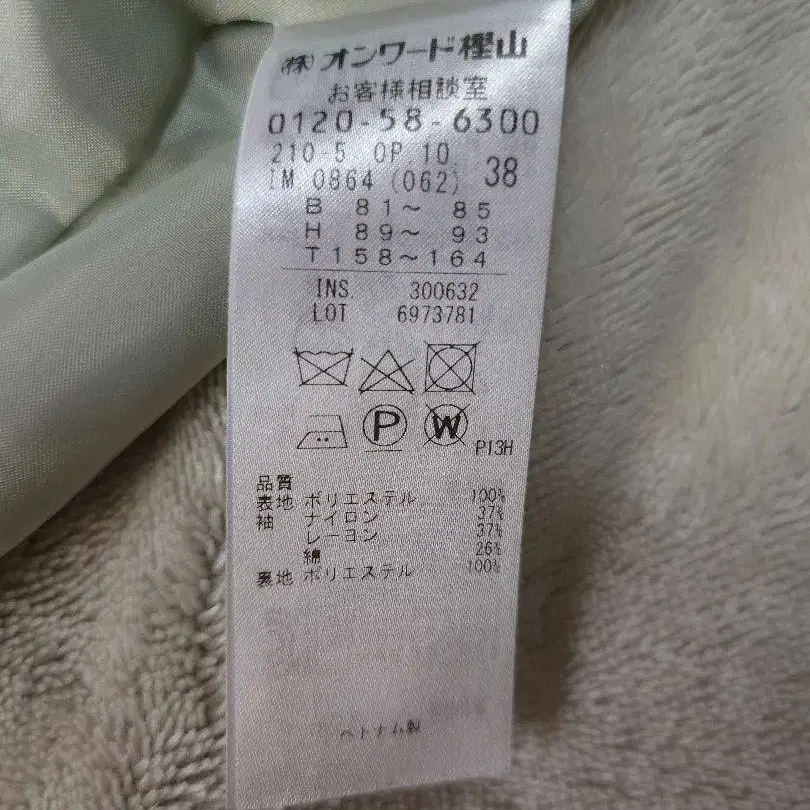 ㈱オンワード樫山
お客様相談室
0120-58-6300
210-5 OP.10.
IM 0864 (062) 38
B 81〜 85
H 89〜 93
T158〜164
INS. 300632
LOT 6973781
P
W
P13H
品質
表地 ポリエステル 100%
袖 ナイロン 37%
レーヨン 37%
綿 26%
裏地 ポリエステル 100%
ベトナム製